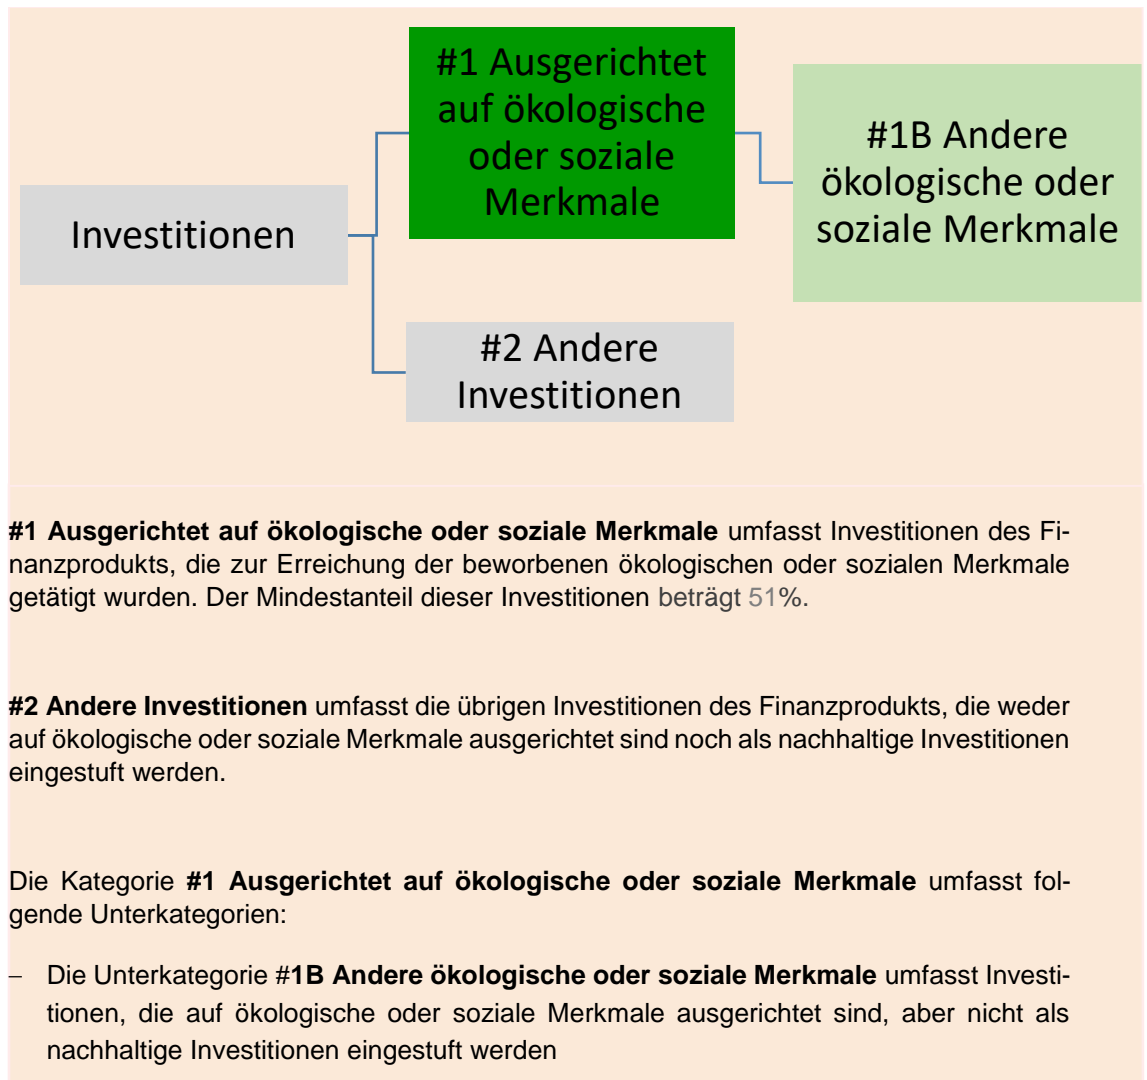 #1 Ausgerichtet
auf ökologische
oder soziale
Merkmale
#1B Andere
ökologische oder
soziale Merkmale
Investitionen
#2 Andere
Investitionen
#1 Ausgerichtet auf ökologische oder soziale Merkmale umfasst Investitionen des Fi-
nanzprodukts, die zur Erreichung der beworbenen ökologischen oder sozialen Merkmale
getätigt wurden. Der Mindestanteil dieser Investitionen beträgt 51%.
#2 Andere Investitionen umfasst die übrigen Investitionen des Finanzprodukts, die weder
auf ökologische oder soziale Merkmale ausgerichtet sind noch als nachhaltige Investitionen
eingestuft werden.
Die Kategorie #1 Ausgerichtet auf ökologische oder soziale Merkmale umfasst fol-
gende Unterkategorien:
– Die Unterkategorie #1B Andere ökologische oder soziale Merkmale umfasst Investi-
tionen, die auf ökologische oder soziale Merkmale ausgerichtet sind, aber nicht als
nachhaltige Investitionen eingestuft werden